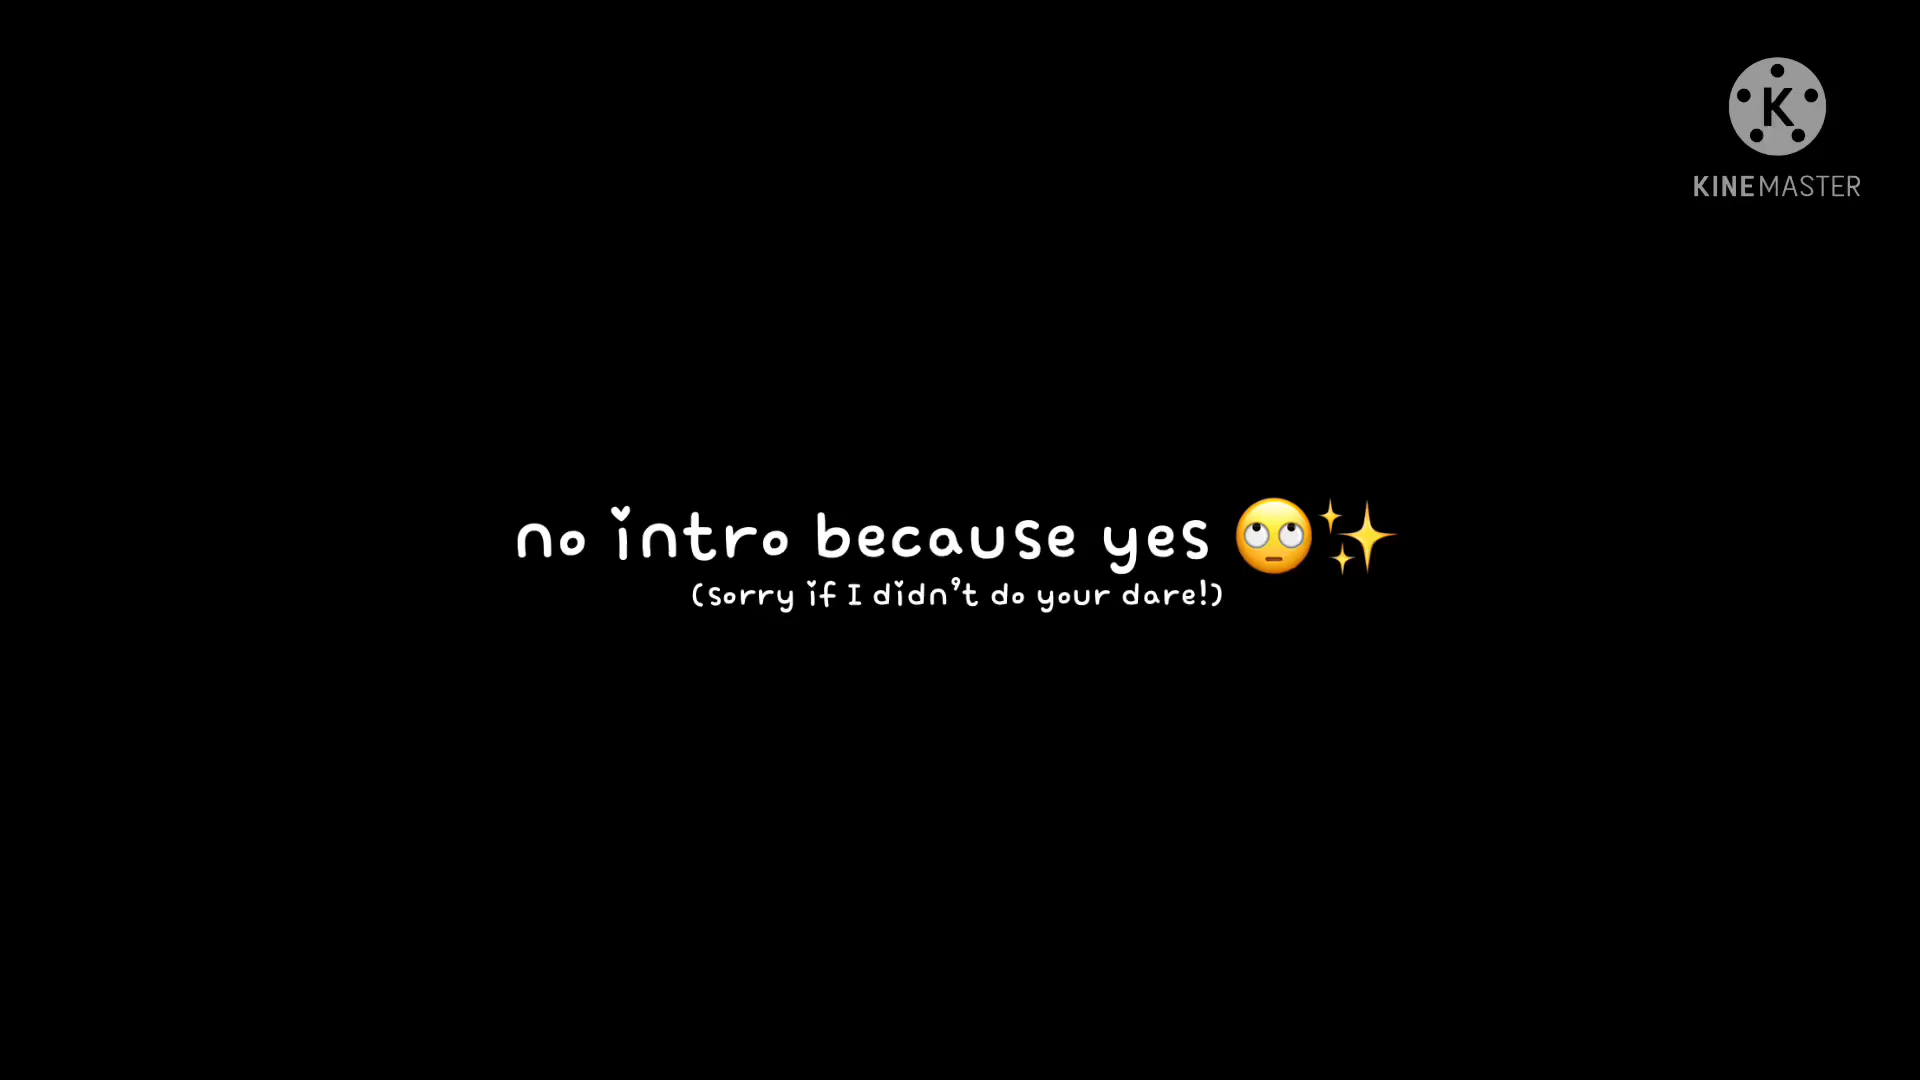 K
KINEMASTER
no intro because yes 🙄✨
(sorry if I didn't do your dare!)